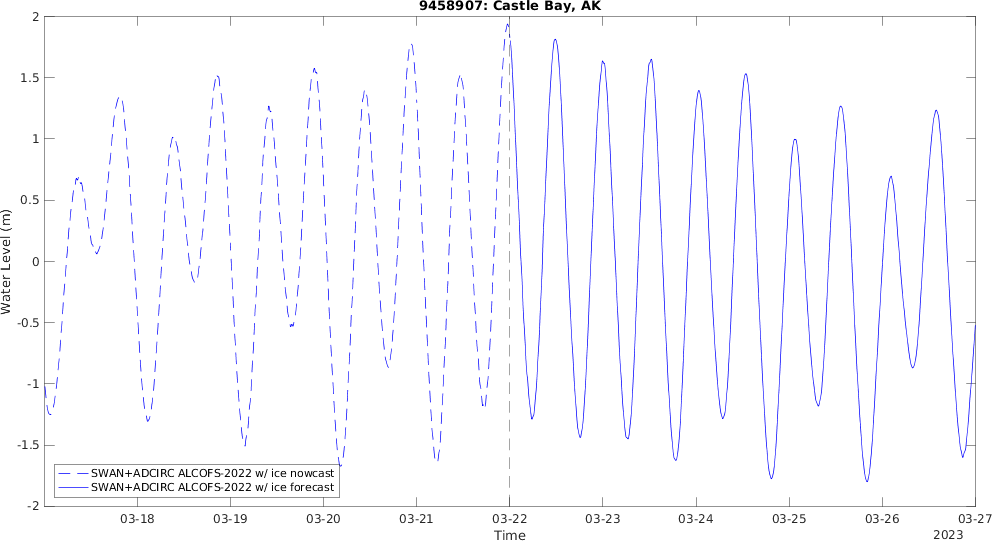 9458907: Castle Bay, AK
Water Level (m)
2
1.5
1
0.5
0
-0.5
-1
-1.5
-2
SWAN+ADCIRC ALCOFS-2022 w/ ice nowcast
SWAN+ADCIRC ALCOFS-2022 w/ ice forecast
03-18 03-19 03-20 03-21 03-22 03-23 03-24 03-25 03-26 03-27
Time
2023